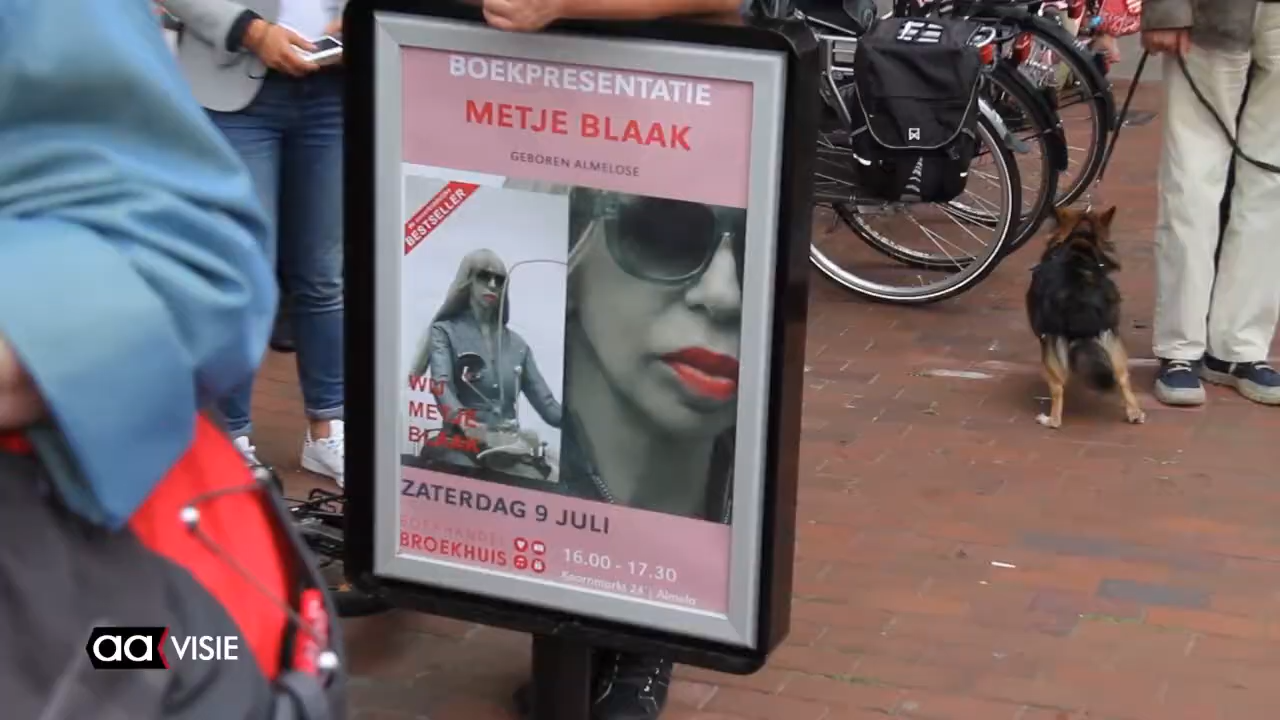 BOEKPRESENTATIE
METJE BLAAK
GEBOREN ALMELOSE
BESTSELLER
WIJ
METJE
BLAAK
ZATERDAG 9 JULI
BOEKHANDEL
BROEKHUIS
16.00 - 17.30
Koornmarkt 24 | Almelo
aa VISIE